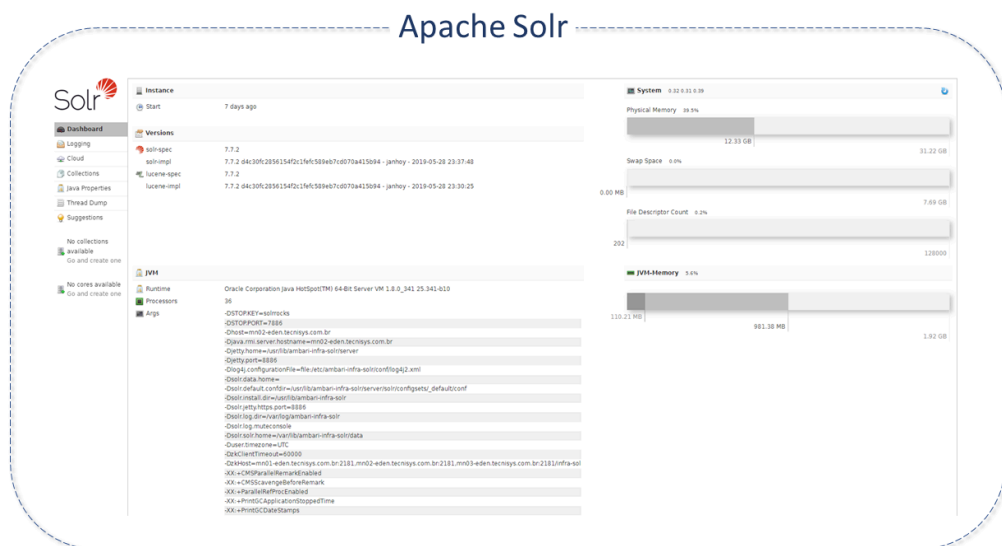 Apache Solr
Solr
Dashboard
Logging
Cloud
Collections
Java Properties
Thread Dump
Suggestions
No collections
available
Go and create one
No cores available
Go and create one
Instance
Start 7 days ago
Versions
solr-spec 7.7.2
solr-impl 7.7.2 d4c30fc2856154f2c1fefc589eb7cd070a415b94 - janhoy - 2019-05-28 23:37:48
lucene-spec 7.7.2
lucene-impl 7.7.2 d4c30fc2856154f2c1fefc589eb7cd070a415b94 - janhoy - 2019-05-28 23:30:25
JVM
Runtime Oracle Corporation Java HotSpot(TM) 64-Bit Server VM 1.8.0_341 25.341-b10
Processors 36
Args
-DSTOP.KEY=solrrocks
-DSTOP.PORT=7886
-Dhost=mn02-eden.tecnisys.com.br
-Djava.rmi.server.hostname=mn02-eden.tecnisys.com.br
-Djetty.home=/usr/lib/ambari-infra-solr/server
-Djetty.port=8886
-Dlog4j.configurationFile=file:/etc/ambari-infra-solr/conf/log4j2.xml
-Dsolr.data.home=
-Dsolr.default.confdir=/usr/lib/ambari-infra-solr/server/solr/configsets/_default/conf
-Dsolr.install.dir=/usr/lib/ambari-infra-solr
-Dsolr.jetty.https.port=8886
-Dsolr.log.dir=/var/log/ambari-infra-solr
-Dsolr.log.muteconsole
-Dsolr.solr.home=/var/lib/ambari-infra-solr/data
-Duser.timezone=UTC
-DzkClientTimeout=60000
-DzkHost=mn01-eden.tecnisys.com.br:2181,mn02-eden.tecnisys.com.br:2181,mn03-eden.tecnisys.com.br:2181/infra-sol
-XX:+CMSParallelRemarkEnabled
-XX:+CMSScavengeBeforeRemark
-XX:+ParallelRefProcEnabled
-XX:+PrintGCApplicationStoppedTime
-XX:+PrintGCDateStamps
System 0.32 0.31 0.39
Physical Memory 39.5%
12.33 GB
31.22 GB
Swap Space 0.0%
0.00 MB
7.69 GB
File Descriptor Count 0.2%
202
128000
JVM-Memory 5.6%
110.21 MB
981.38 MB
1.92 GB